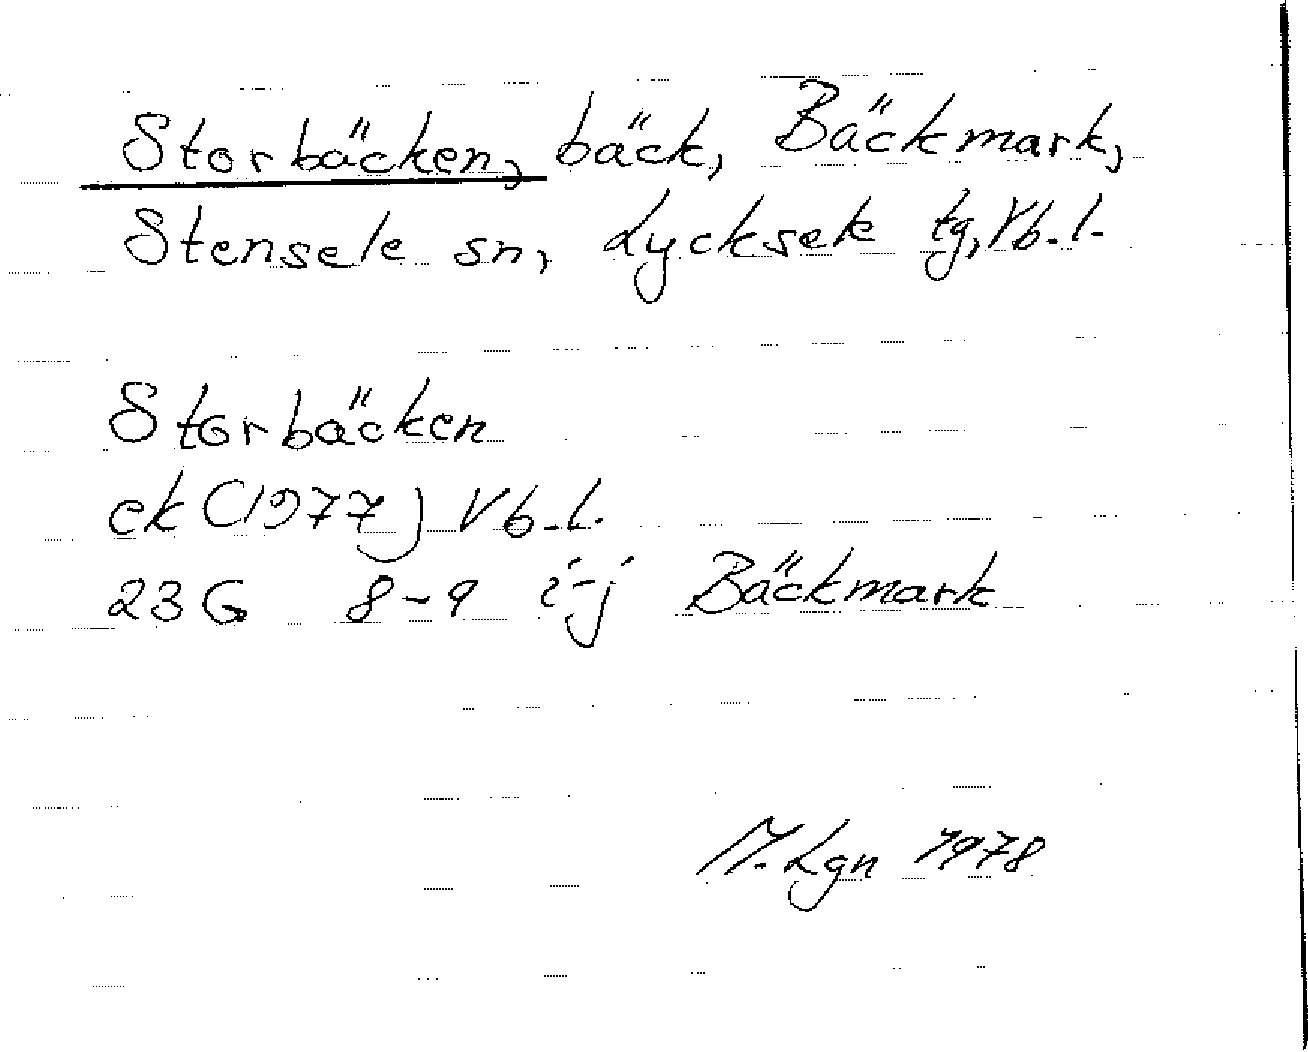 Storbäcken, bäck, Bäckmark,
Stensele sn, Lycksele tg, Vb. l.
Storbäcken
ek (1977) Vb. l.
23 G 8-9 i-j Bäckmark
M. Lgn 1978